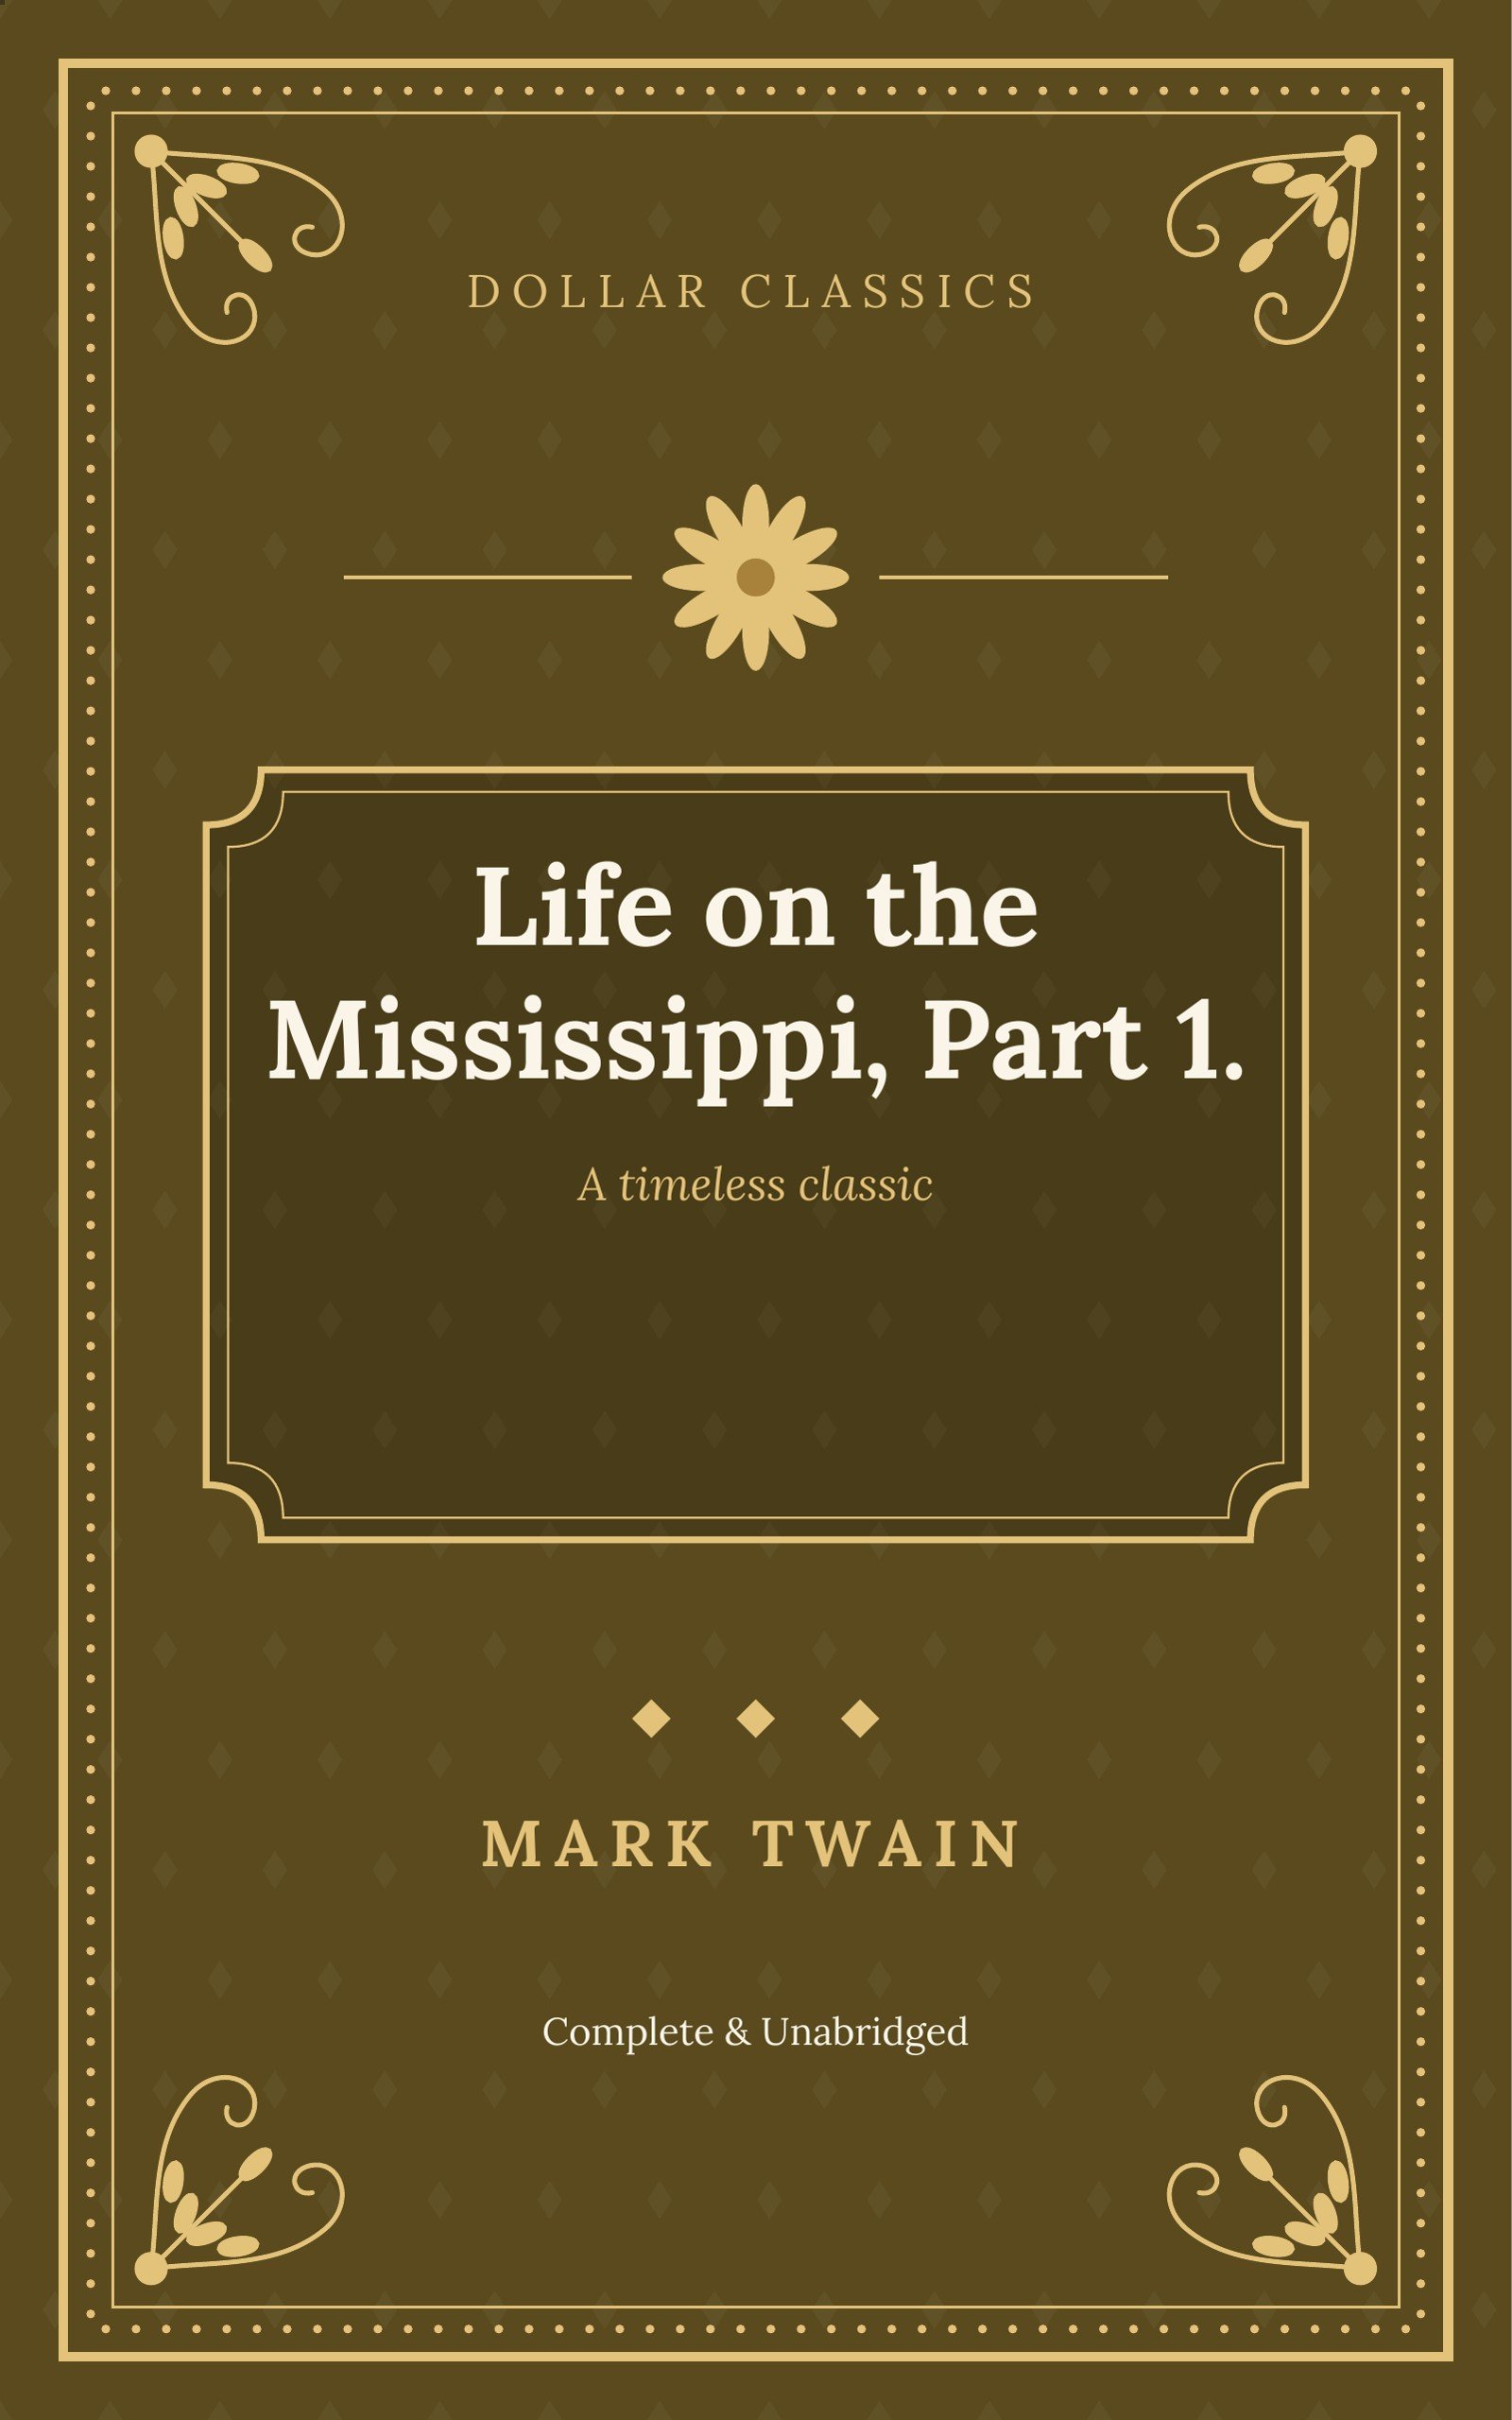 DOLLAR CLASSICS
Life on the
Mississippi, Part 1.
A timeless classic
MARK TWAIN
Complete & Unabridged